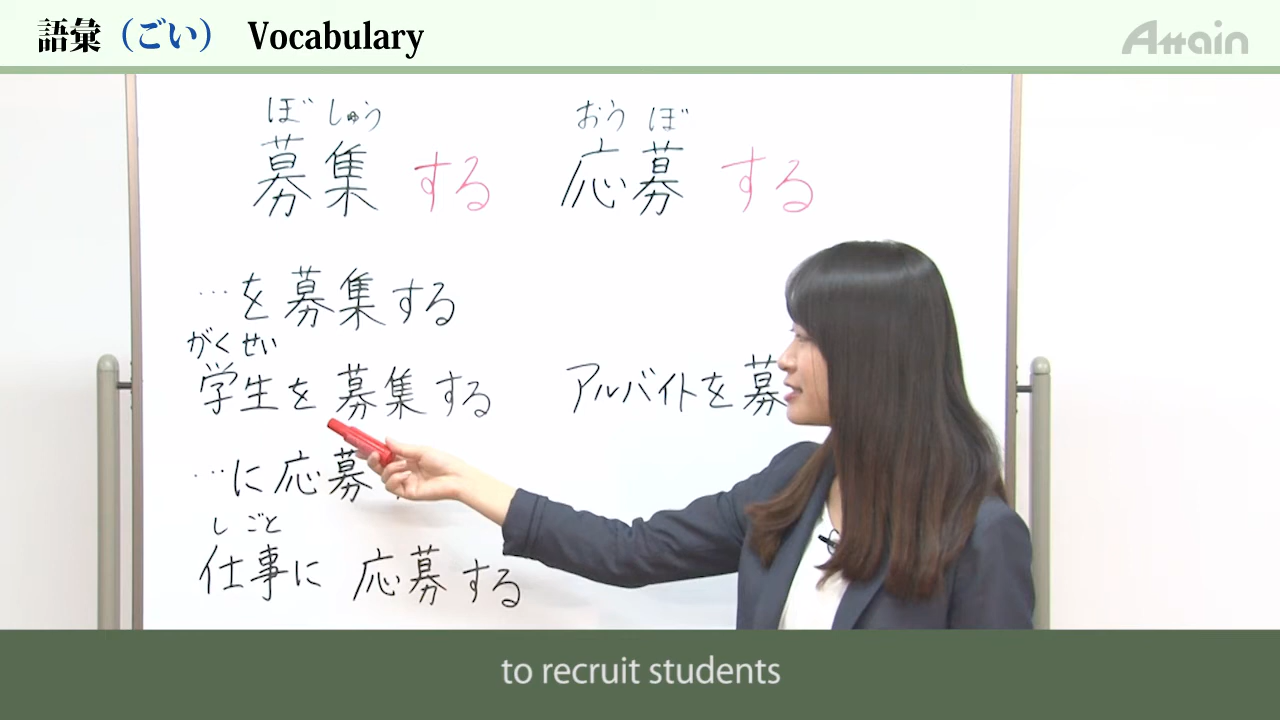 語彙（ごい） Vocabulary
Attain
ぼ しゅう おう ぼ
募集 する 応募 する
…を募集する
がくせい
学生を募集する アルバイトを募
…に応募
しごと
仕事に 応募する
to recruit students